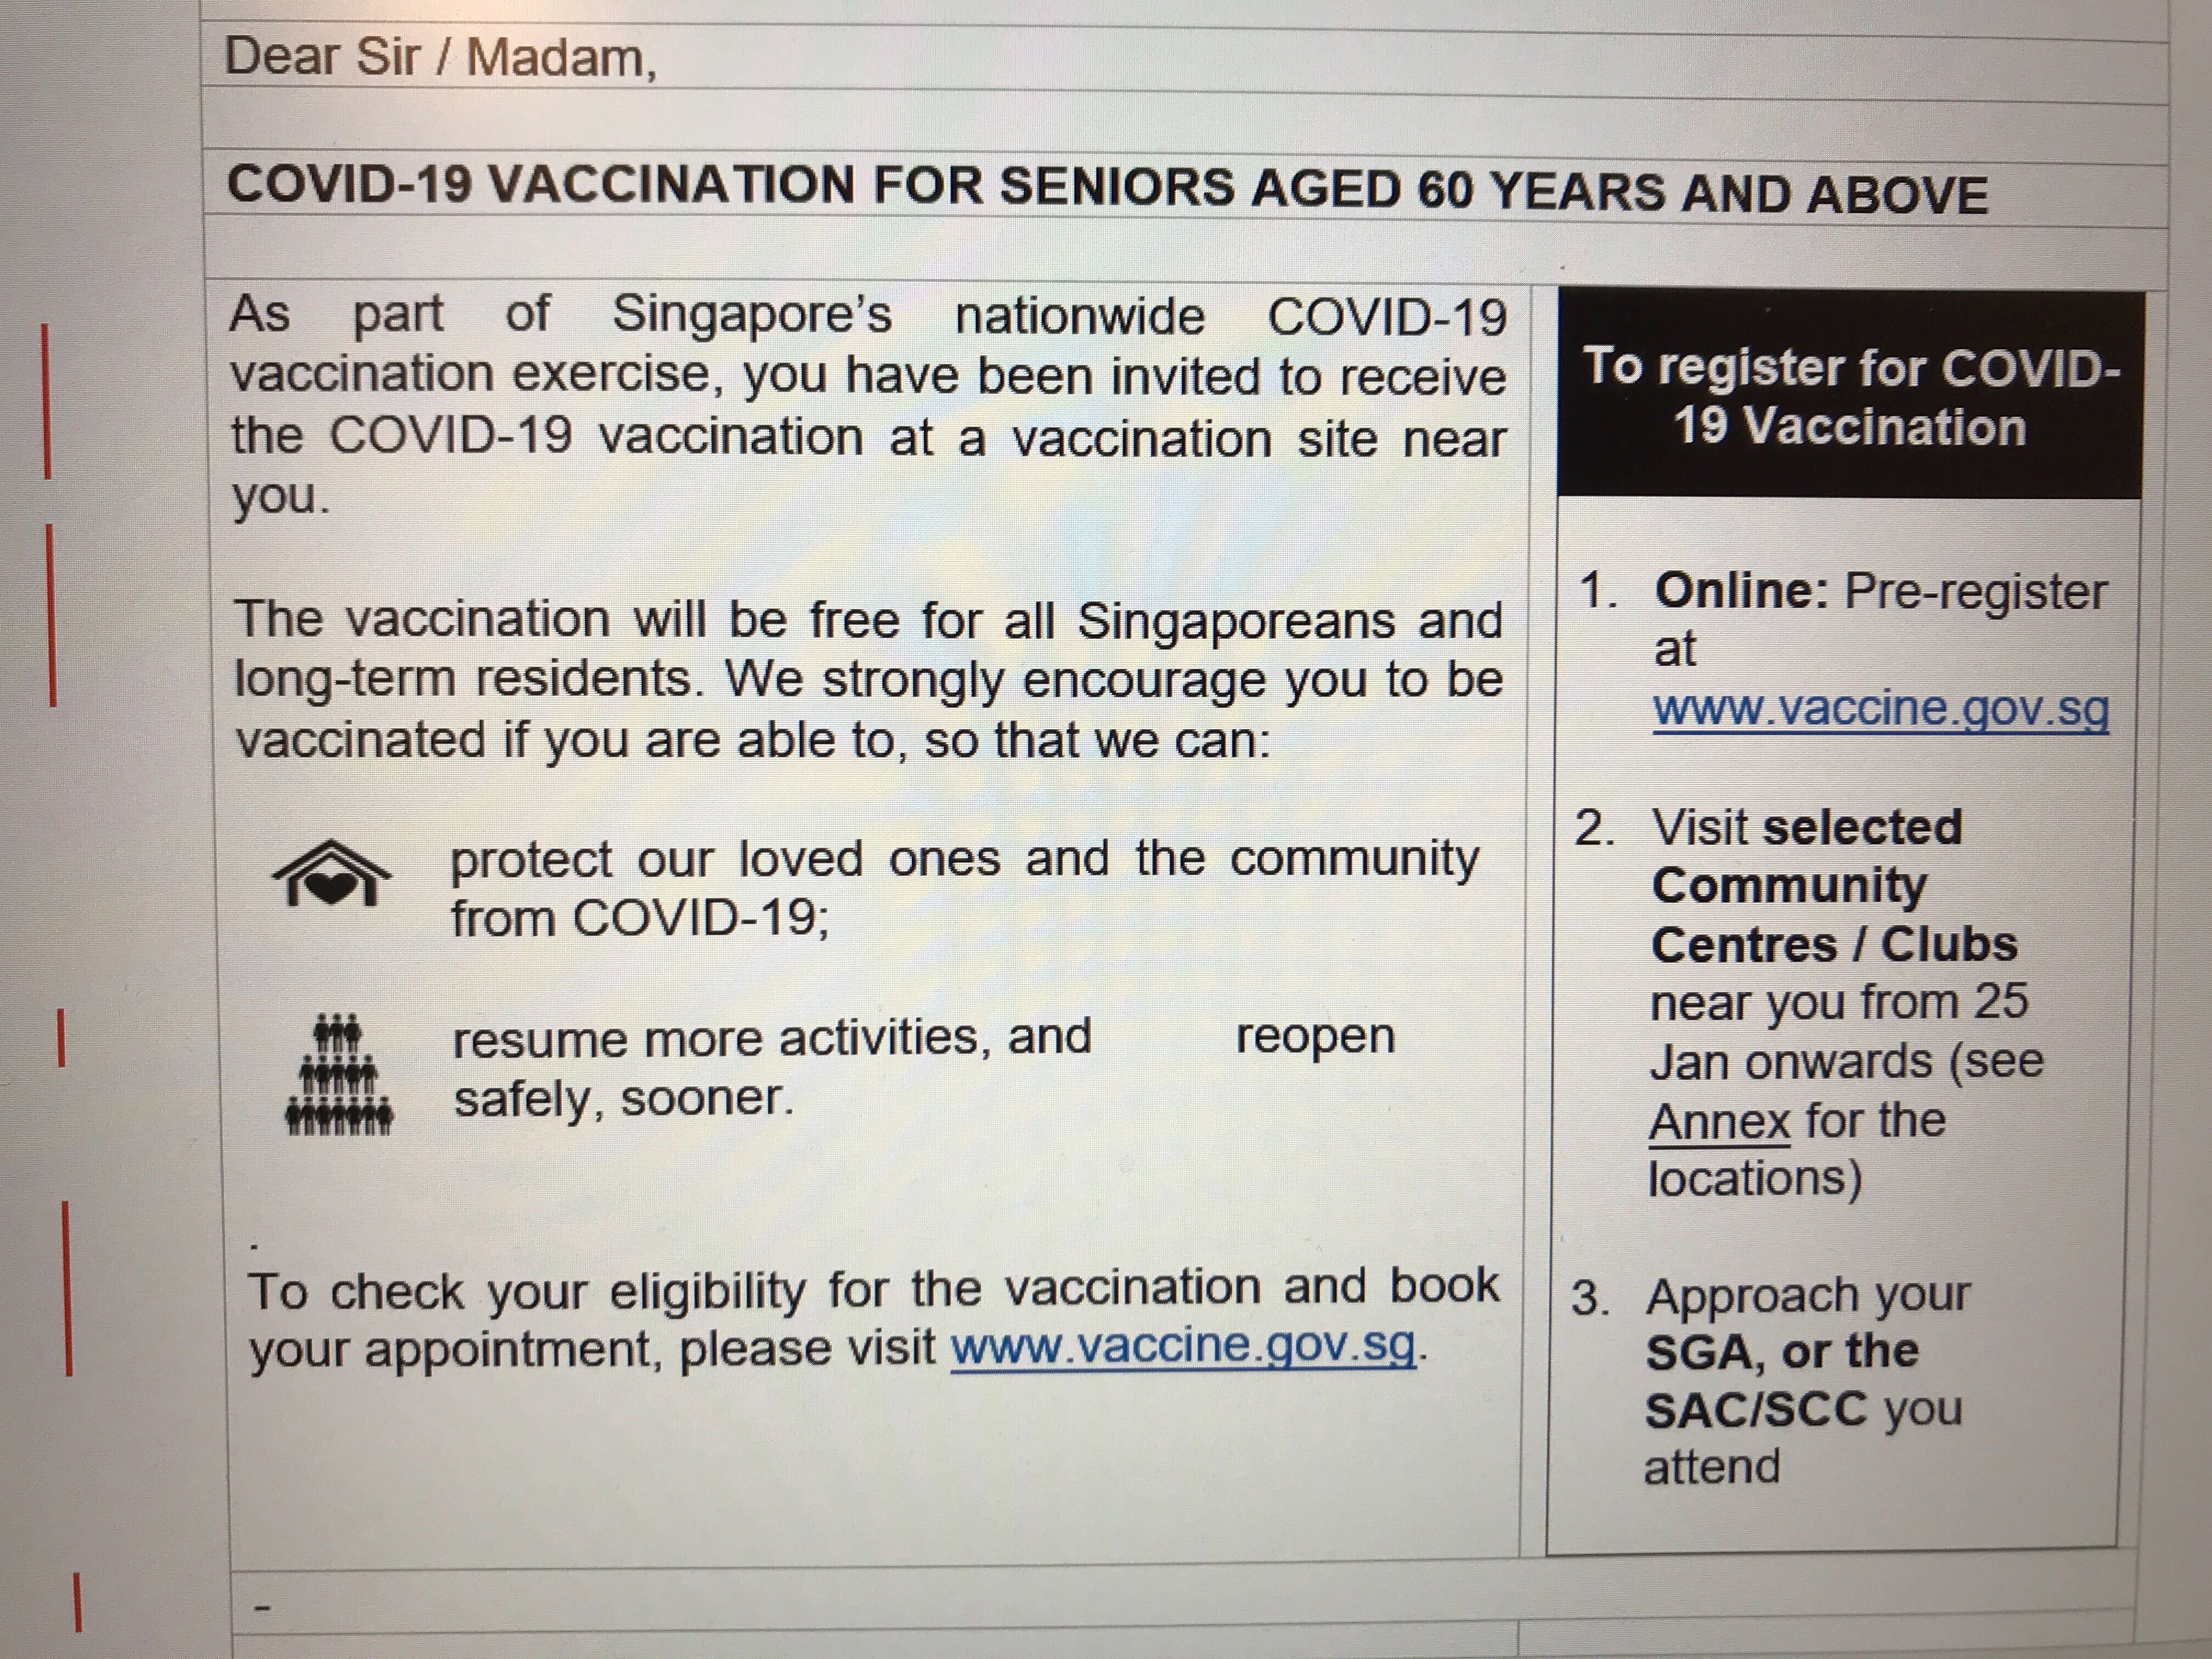 Dear Sir / Madam,
COVID-19 VACCINATION FOR SENIORS AGED 60 YEARS AND ABOVE
As part of Singapore's nationwide COVID-19
vaccination exercise, you have been invited to receive
the COVID-19 vaccination at a vaccination site near
you.
The vaccination will be free for all Singaporeans and
long-term residents. We strongly encourage you to be
vaccinated if you are able to, so that we can:
protect our loved ones and the community
from COVID-19;
resume more activities, and reopen
safely, sooner.
.
To check your eligibility for the vaccination and book
your appointment, please visit www.vaccine.gov.sg.
-
To register for COVID-
19 Vaccination
1. Online: Pre-register
at
www.vaccine.gov.sg
2. Visit selected
Community
Centres / Clubs
near you from 25
Jan onwards (see
Annex for the
locations)
3. Approach your
SGA, or the
SAC/SCC you
attend